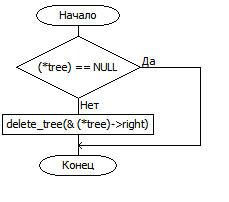 Начало
(*tree) == NULL
Да
Нет
delete_tree(& (*tree)->right)
Конец